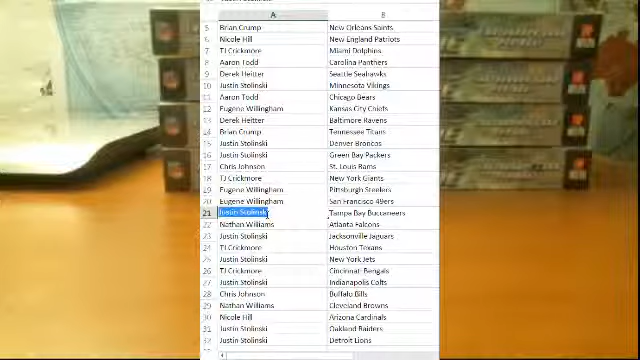 A B
5 Brian Crump New Orleans Saints
6 Nicole Hill New England Patriots
7 TJ Crickmore Miami Dolphins
8 Aaron Todd Carolina Panthers
9 Derek Heitter Seattle Seahawks
10 Justin Stolinski Minnesota Vikings
11 Aaron Todd Chicago Bears
12 Eugene Willingham Kansas City Chiefs
13 Derek Heitter Baltimore Ravens
14 Brian Crump Tennessee Titans
15 Justin Stolinski Denver Broncos
16 Justin Stolinski Green Bay Packers
17 Chris Johnson St. Louis Rams
18 TJ Crickmore New York Giants
19 Eugene Willingham Pittsburgh Steelers
20 Eugene Willingham San Francisco 49ers
21 Justin Stolinski Tampa Bay Buccaneers
22 Nathan Williams Atlanta Falcons
23 Justin Stolinski Jacksonville Jaguars
24 TJ Crickmore Houston Texans
25 Justin Stolinski New York Jets
26 TJ Crickmore Cincinnati Bengals
27 Justin Stolinski Indianapolis Colts
28 Chris Johnson Buffalo Bills
29 Nathan Williams Cleveland Browns
30 Nicole Hill Arizona Cardinals
31 Justin Stolinski Oakland Raiders
32 Justin Stolinski Detroit Lions